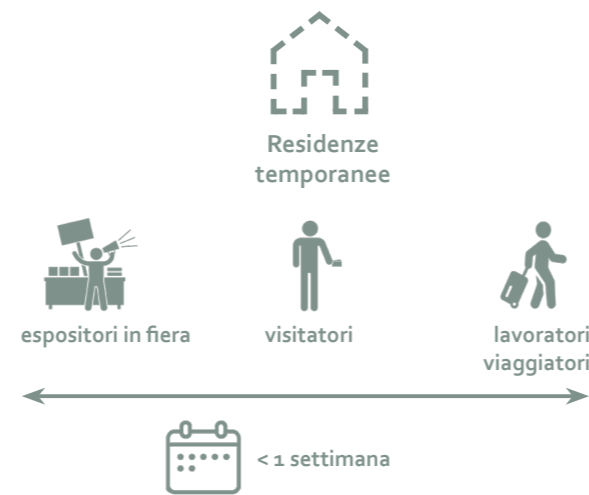 Residenze
temporanee
espositori in fiera
visitatori
lavoratori
viaggiatori
< 1 settimana